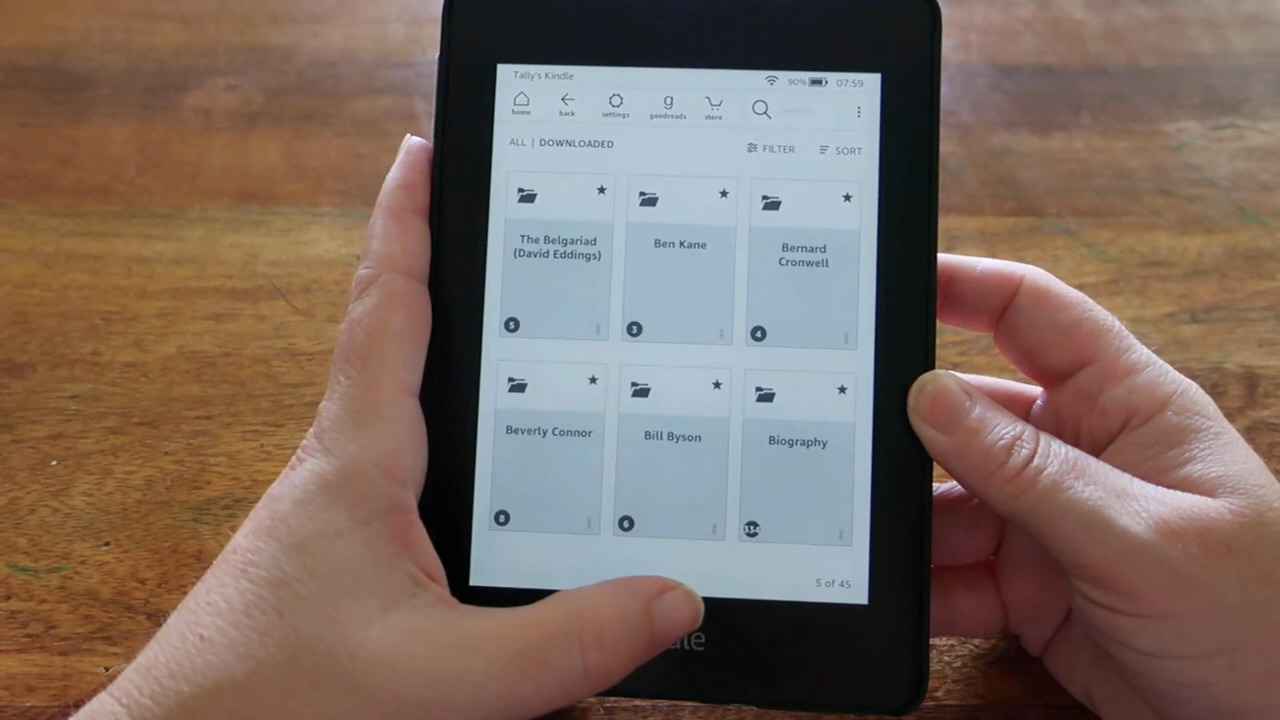 Tally's Kindle
90% 07:59
home back settings goodreads store
ALL | DOWNLOADED FILTER SORT
The Belgariad
(David Eddings)
5
Ben Kane
3
Bernard
Cronwell
4
Beverly Connor
8
Bill Byson
6
Biography
334
5 of 45